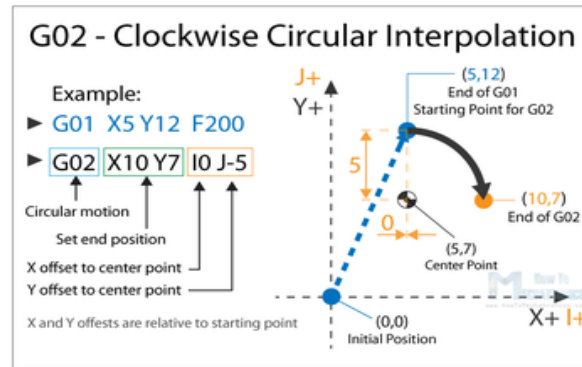 G02 - Clockwise Circular Interpolation
Example:
G01 X5 Y12 F200
G02 X10 Y7 I0 J-5
Circular motion
Set end position
X offset to center point
Y offset to center point
X and Y offests are relative to starting point
J+
Y+
(5,12)
End of G01
Starting Point for G02
5
0
(10,7)
End of G02
(5,7)
Center Point
(0,0)
Initial Position
X+ I+
How To